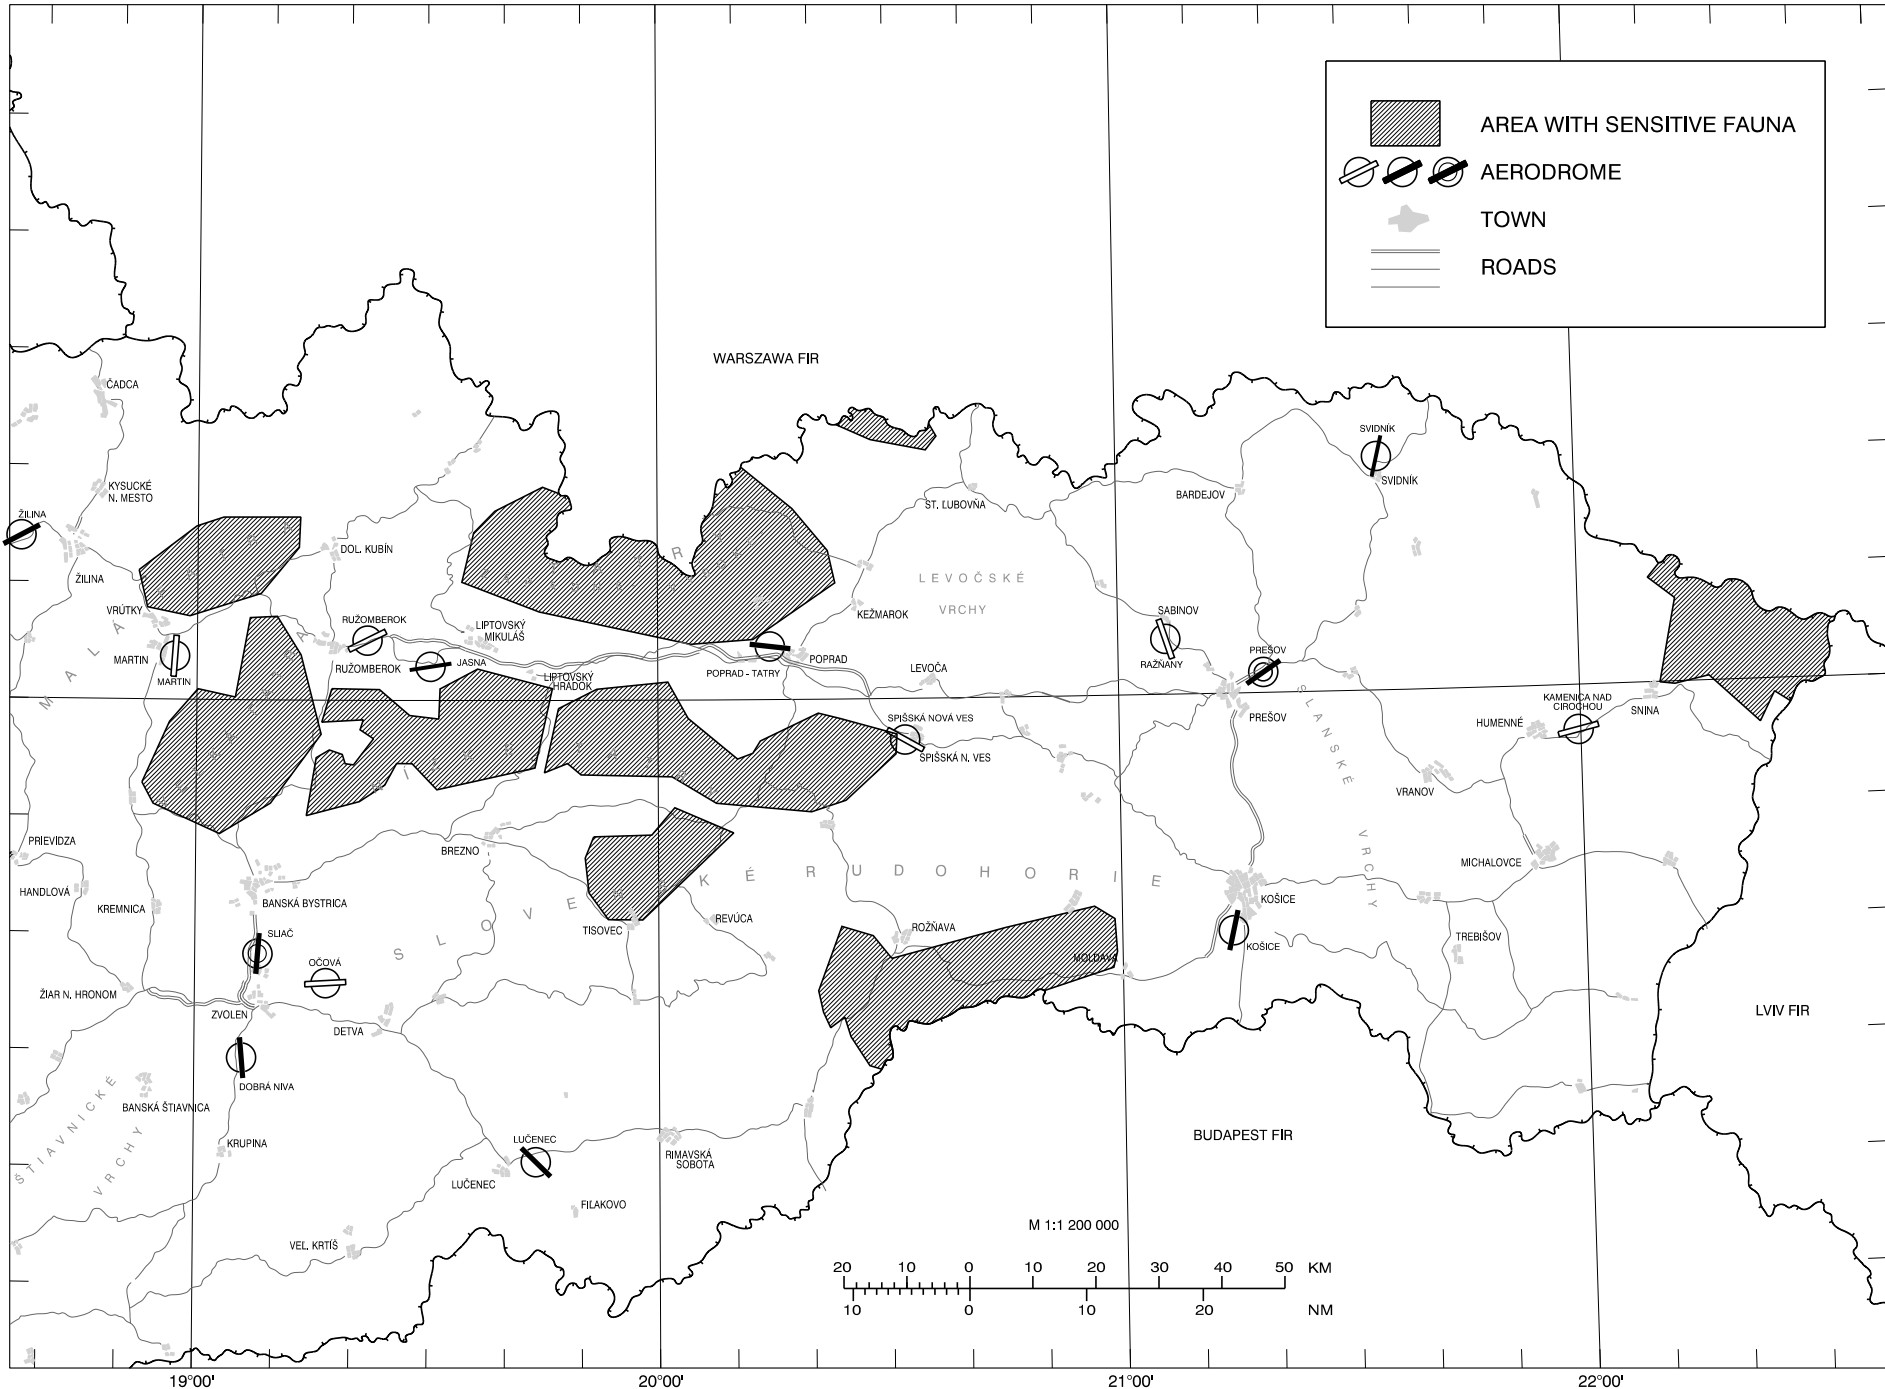 AREA WITH SENSITIVE FAUNA
AERODROME
TOWN
ROADS
WARSZAWA FIR
ČADCA
SVIDNÍK
SVIDNÍK
KYSUCKÉ
N. MESTO
BARDEJOV
ST. ĽUBOVŇA
ŽILINA
DOL. KUBÍN
ŽILINA
LEVOČSKÉ
VRCHY
VRÚTKY
KEŽMAROK
SABINOV
RUŽOMBEROK
LIPTOVSKÝ
MIKULÁŠ
MALÁ
MARTIN
MARTIN
RUŽOMBEROK
JASNA
POPRAD
POPRAD - TATRY
LEVOČA
RAŽŇANY
PREŠOV
LIPTOVSKÝ
HRADOK
PREŠOV
KAMENICA NAD
CIROCHOU
SNINA
HUMENNÉ
SPIŠSKÁ NOVÁ VES
SPIŠSKÁ N. VES
SLANSKÉ
VRCHY
VRANOV
PRIEVIDZA
BREZNO
MICHALOVCE
HANDLOVÁ
KREMNICA
BANSKÁ BYSTRICA
SLOVENSKÉ RUDOHORIE
KOŠICE
TISOVEC
REVÚCA
ROŽŇAVA
SLIAČ
KOŠICE
TREBIŠOV
OČOVÁ
MOLDAVA
ŽIAR N. HRONOM
ZVOLEN
DETVA
LVIV FIR
DOBRÁ NIVA
ŠTIAVNICKÉ
VRCHY
BANSKÁ ŠTIAVNICA
KRUPINA
LUČENEC
LUČENEC
RIMAVSKÁ
SOBOTA
BUDAPEST FIR
FIĽAKOVO
VEĽ. KRTÍŠ
M 1:1 200 000
20 10 0 10 20 30 40 50 KM
10 0 10 20 NM
19°00' 20°00' 21°00' 22°00'